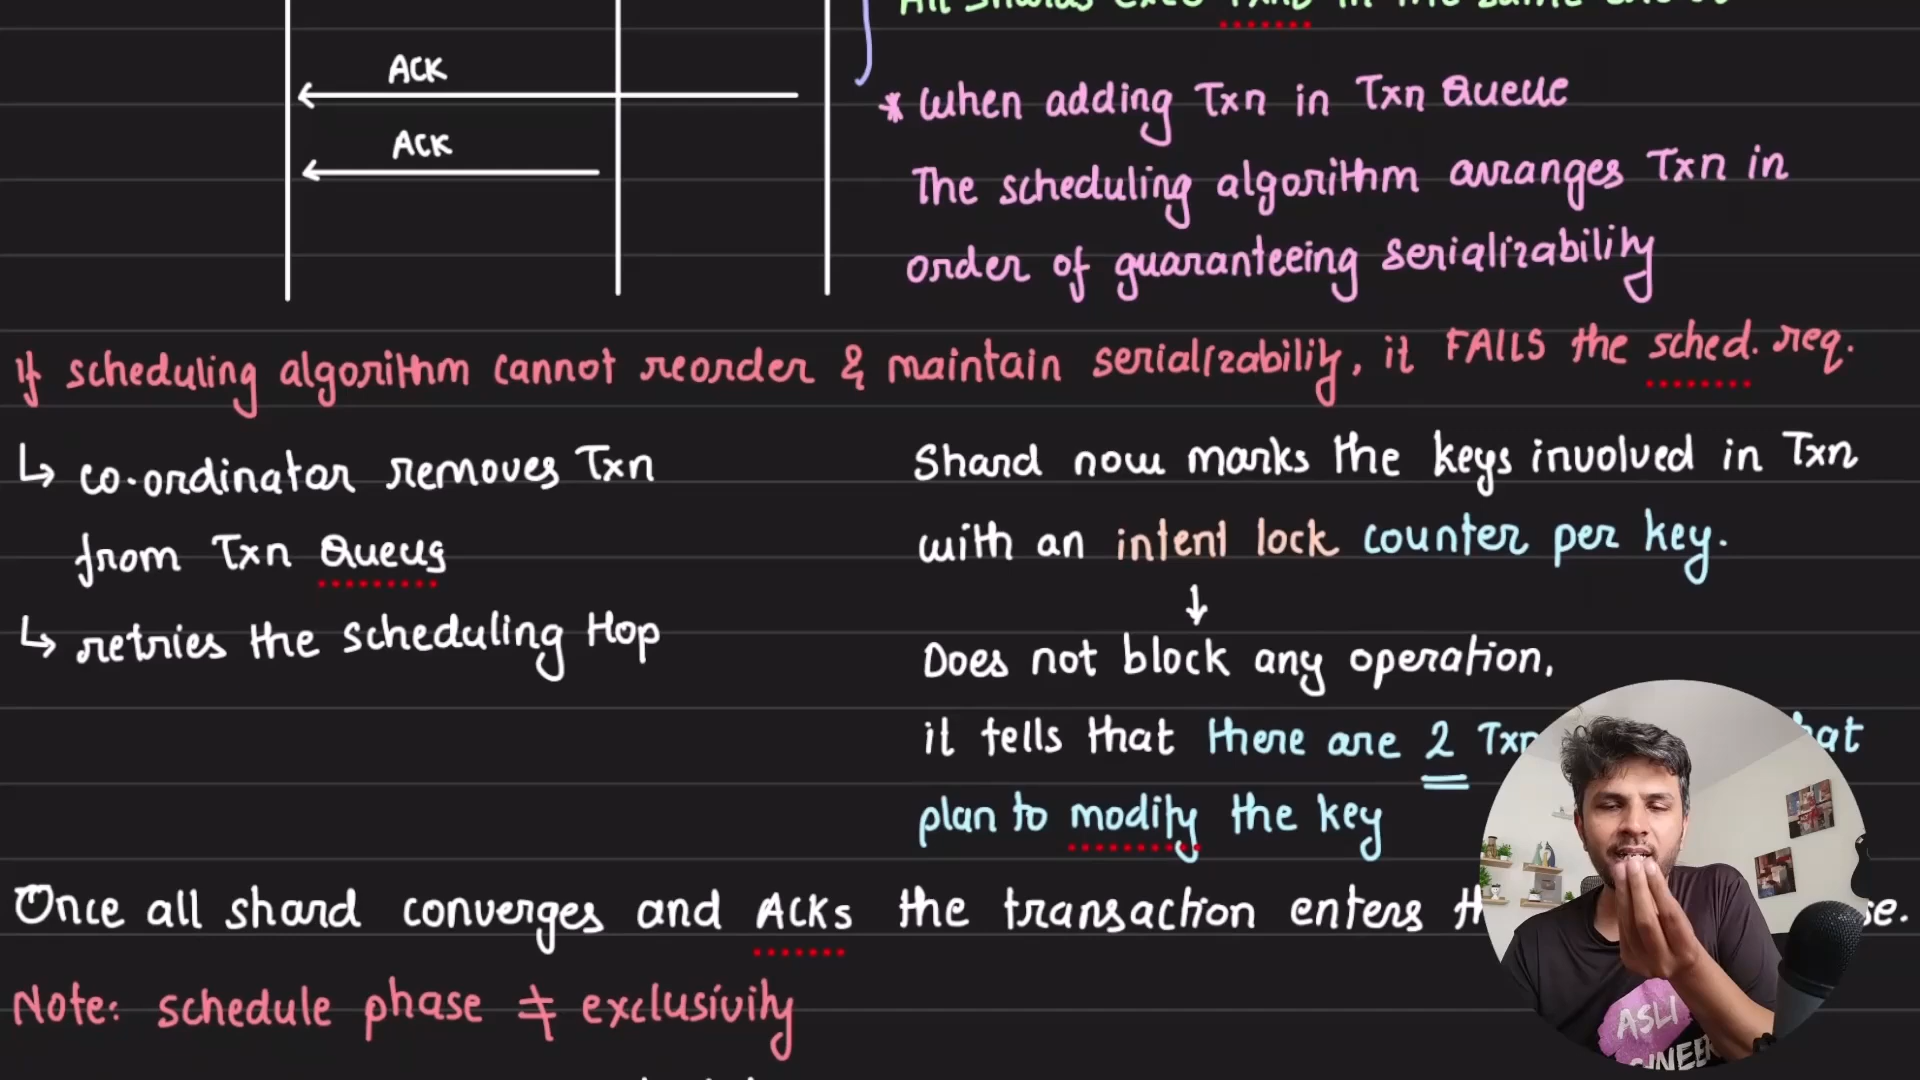 ACK
ACK
* When adding Txn in Txn Queue
The scheduling algorithm arranges Txn in
order of guaranteeing serializability
If scheduling algorithm cannot reorder & maintain serializability, it FAILS the sched. req.
↳ co-ordinator removes Txn
from Txn Queus
↳ retries the scheduling Hop
Shard now marks the keys involved in Txn
with an intent lock counter per key.
↓
Does not block any operation,
it tells that there are 2
plan to modify the key
Once all shard converges and ACKs the transaction enters
Note: schedule phase ≠ exclusivity
ASLI